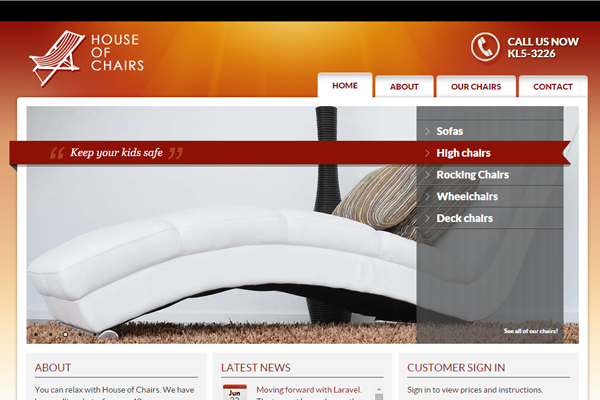 HOUSE
OF
CHAIRS
CALL US NOW
KL5-3226
HOME
ABOUT
OUR CHAIRS
CONTACT
Sofas
“ Keep your kids safe ”
High chairs
Rocking Chairs
Wheelchairs
Deck chairs
See all of our chairs!
ABOUT
You can relax with House of Chairs. We have
LATEST NEWS
Jun
Moving forward with Laravel.
CUSTOMER SIGN IN
Sign in to view prices and instructions.